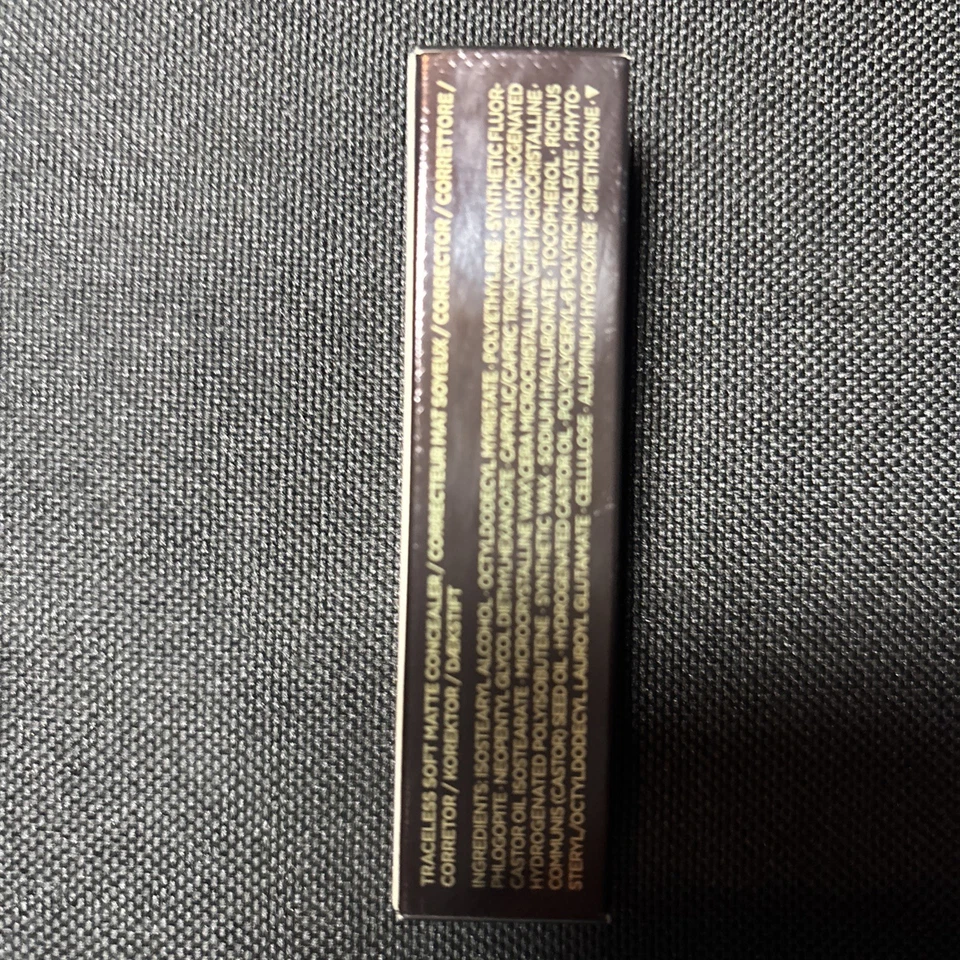 TRACELESS SOFT MATTE CONCEALER / CORRECTEUR MAT SOYEUX / CORRECTOR / CORRETTORE /
CORRETOR / KOREKTOR / DÆKSTIFT
INGREDIENTS: ISOSTEARYL ALCOHOL · OCTYLDODECYL MYRISTATE · POLYETHYLENE · SYNTHETIC FLUOR-
PHLOGOPITE · NEOPENTYL GLYCOL DIETHYLHEXANOATE · CAPRYLIC/CAPRIC TRIGLYCERIDE · HYDROGENATED
CASTOR OIL ISOSTEARATE · MICROCRYSTALLINE WAX\CERA MICROCRISTALLINA\CIRE MICROCRISTALLINE ·
HYDROGENATED POLYISOBUTENE · SYNTHETIC WAX · SODIUM HYALURONATE · TOCOPHEROL · RICINUS
COMMUNIS (CASTOR) SEED OIL · HYDROGENATED CASTOR OIL · POLYGLYCERYL-6 POLYRICINOLEATE · PHYTO-
STERYL/OCTYLDODECYL LAUROYL GLUTAMATE · CELLULOSE · ALUMINUM HYDROXIDE · SIMETHICONE ·